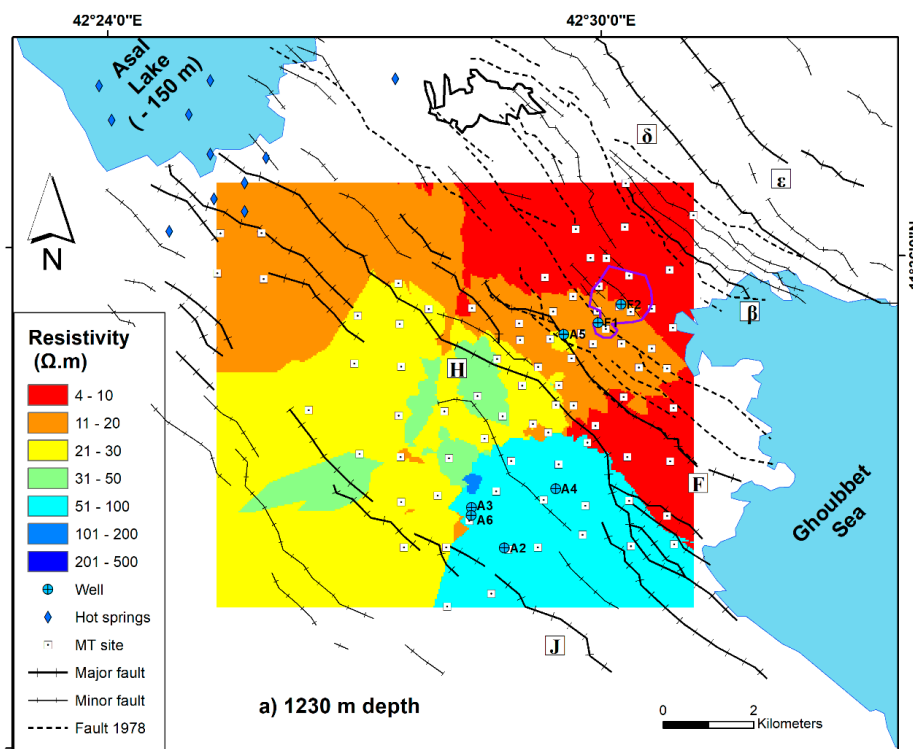 42°24'0"E
42°30'0"E
Asal
Lake
(- 150 m)
δ
ε
N
β
F2
F1
A5
H
Resistivity
(Ω.m)
4 - 10
11 - 20
21 - 30
31 - 50
51 - 100
101 - 200
201 - 500
Well
Hot springs
MT site
Major fault
Minor fault
Fault 1978
A4
A3
A6
A2
F
Ghoubbet
Sea
J
a) 1230 m depth
0 2
Kilometers